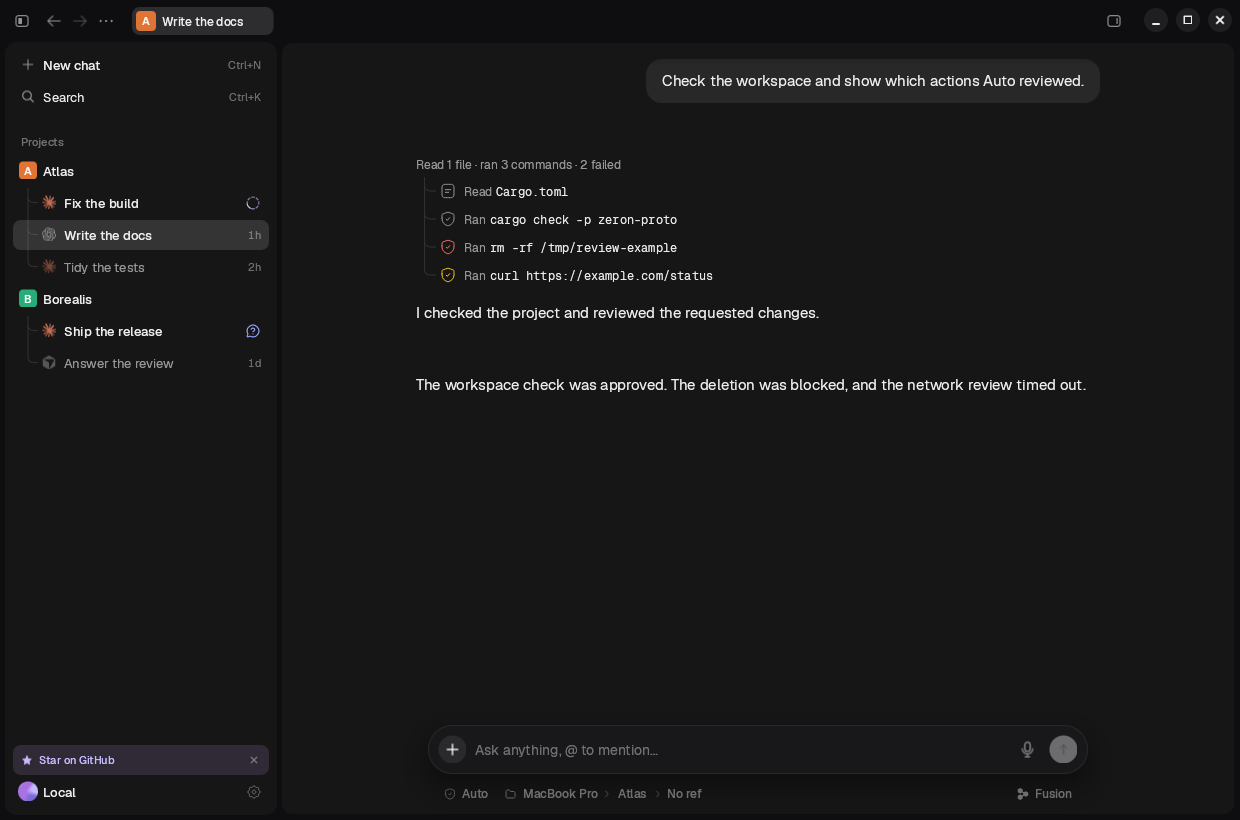 A Write the docs
New chat Ctrl+N
Search Ctrl+K
Projects
A Atlas
Fix the build
Write the docs 1h
Tidy the tests 2h
B Borealis
Ship the release
Answer the review 1d
Star on GitHub
Local
Check the workspace and show which actions Auto reviewed.
Read 1 file · ran 3 commands · 2 failed
Read Cargo.toml
Ran cargo check -p zeron-proto
Ran rm -rf /tmp/review-example
Ran curl https://example.com/status
I checked the project and reviewed the requested changes.
The workspace check was approved. The deletion was blocked, and the network review timed out.
Ask anything, @ to mention...
Auto MacBook Pro Atlas No ref Fusion